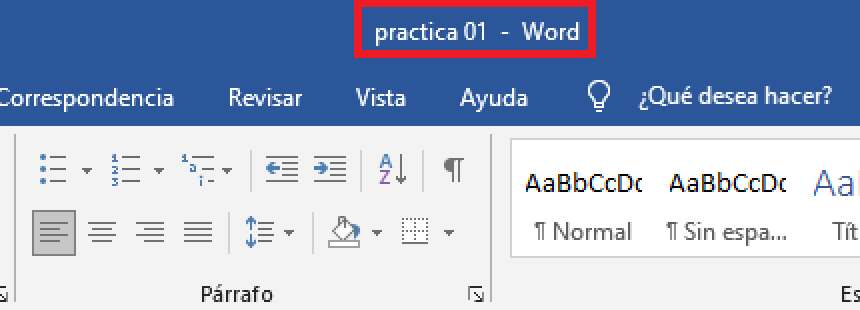 practica 01 - Word
Correspondencia Revisar Vista Ayuda ¿Qué desea hacer?
AaBbCcDc AaBbCcDc
¶ Normal ¶ Sin espa...
Párrafo